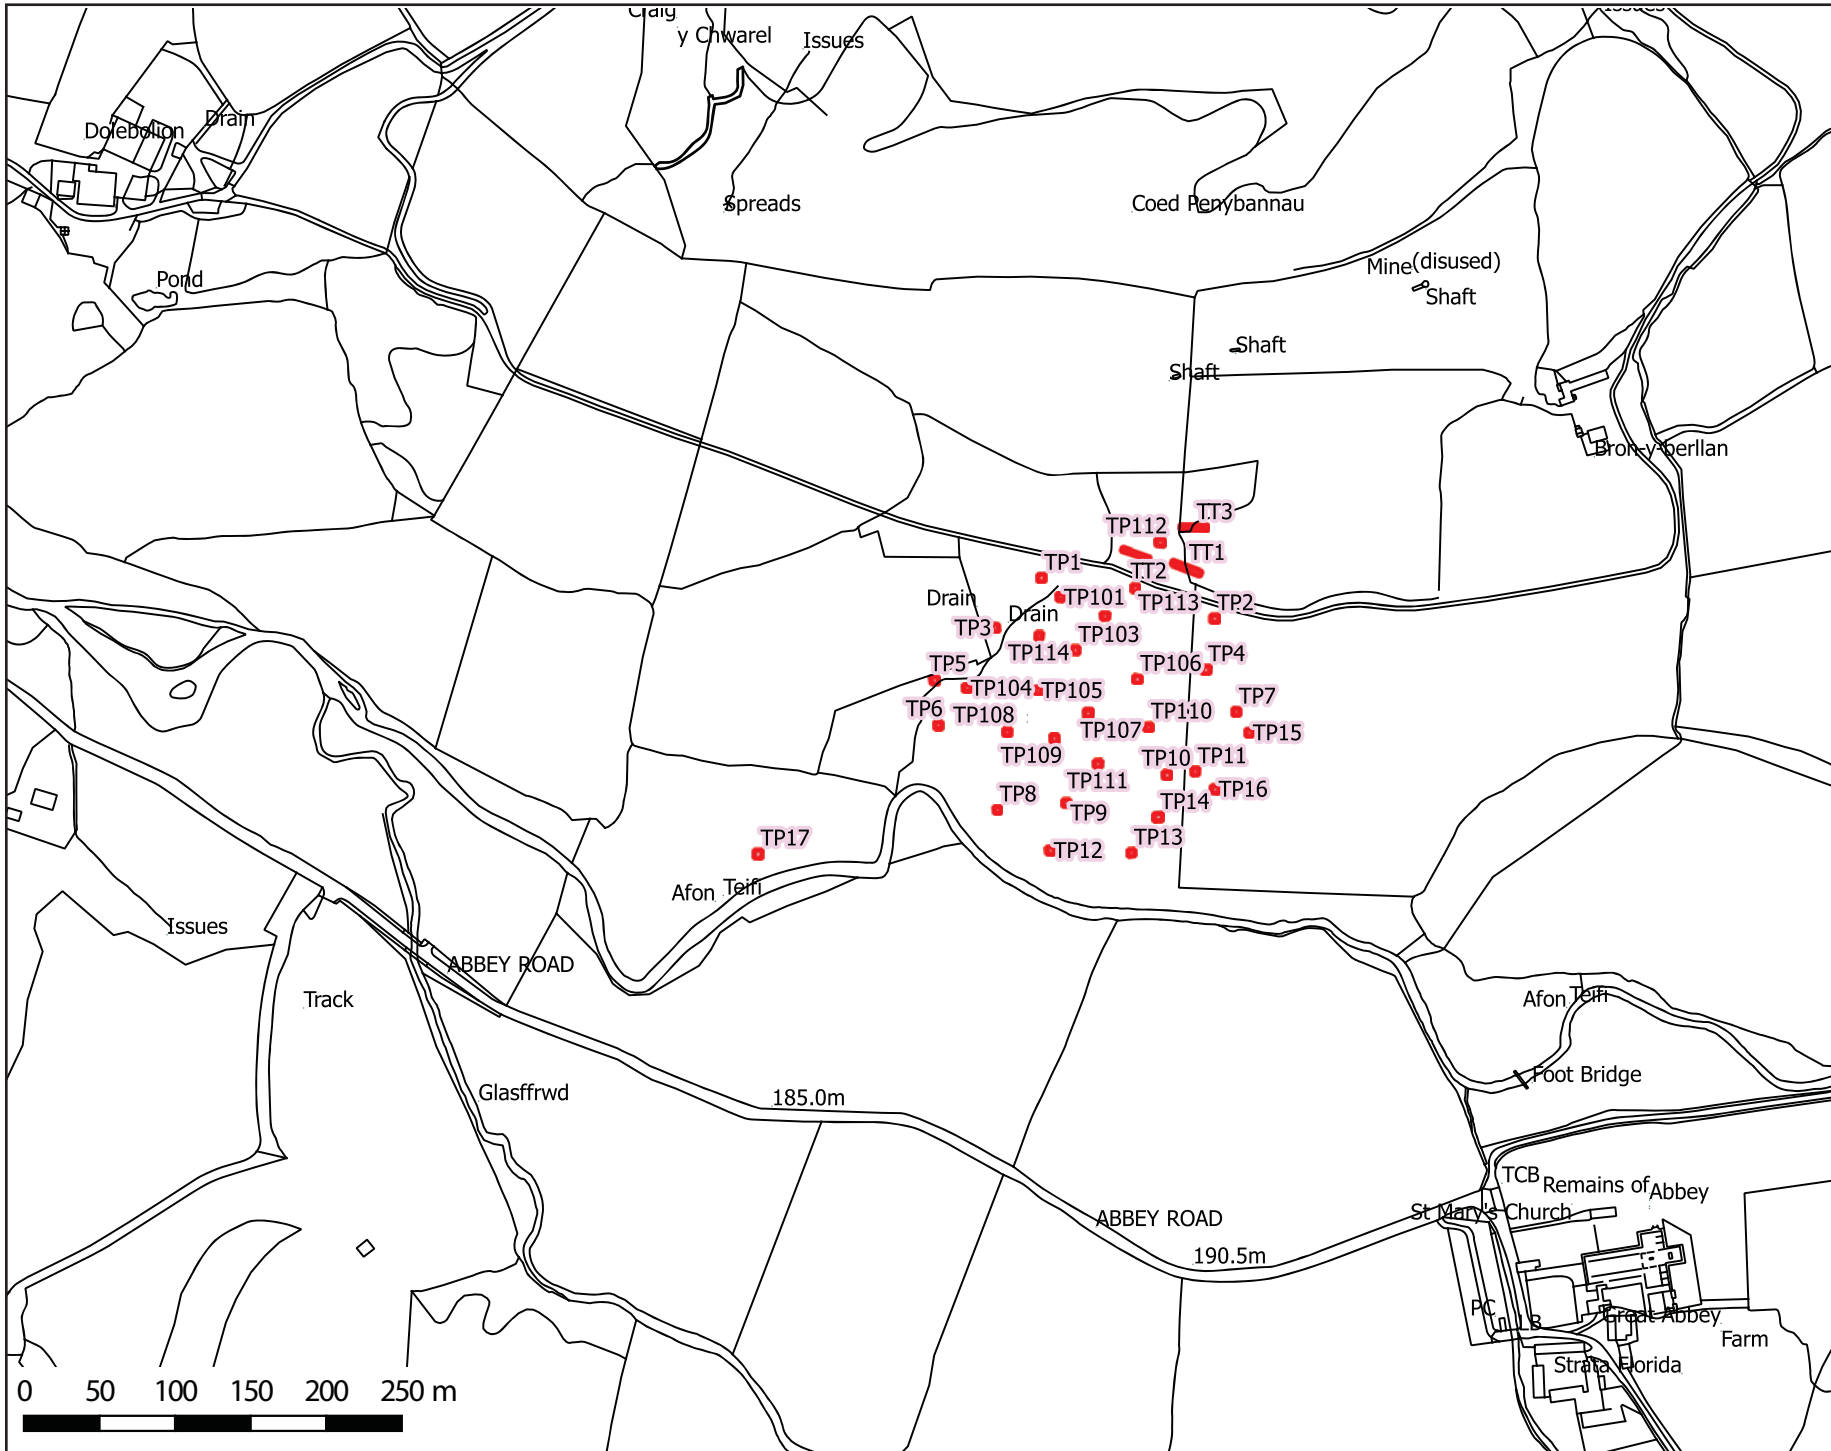 Craig
y Chwarel
Issues
Issues
Dolebolion
Drain
Spreads
Coed Penybannau
Mine (disused)
Shaft
Pond
Shaft
Shaft
Bron-y-berllan
TT3
TP112
TT1
TP1
TT2
TP101
TP113
TP2
Drain
Drain
TP3
TP103
TP114
TP106
TP4
TP5
TP104
TP105
TP7
TP6
TP108
TP110
TP107
TP15
TP109
TP10
TP11
TP111
TP16
TP8
TP9
TP14
TP17
TP12
TP13
Afon Teifi
Issues
ABBEY ROAD
Track
Afon Teifi
Foot Bridge
Glasffrwd
185.0m
TCB
Remains of Abbey
St Mary's Church
ABBEY ROAD
190.5m
PC
LB
Great Abbey
Farm
Strata Florida
0 50 100 150 200 250 m